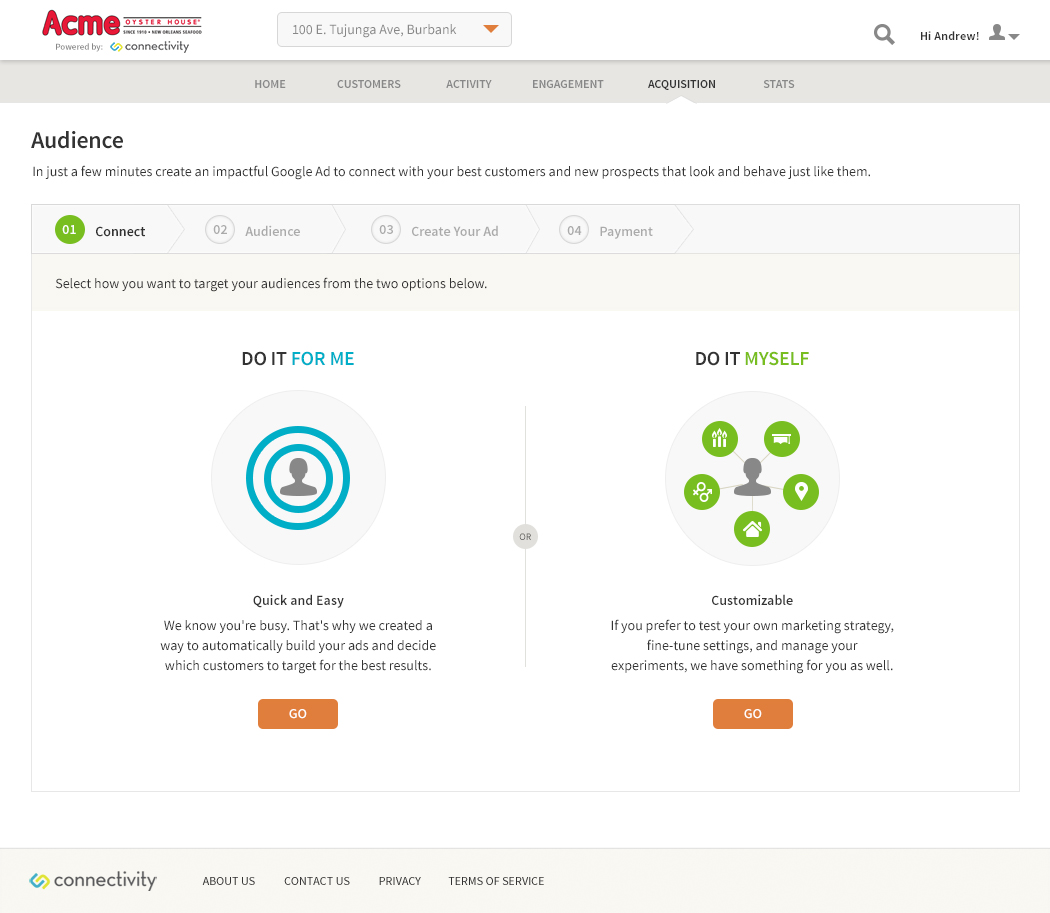 Acme
OYSTER HOUSE
SINCE 1910 • NEW ORLEANS SEAFOOD
Powered by: connectivity
100 E. Tujunga Ave, Burbank
Hi Andrew!
HOME CUSTOMERS ACTIVITY ENGAGEMENT ACQUISITION STATS
Audience
In just a few minutes create an impactful Google Ad to connect with your best customers and new prospects that look and behave just like them.
01 Connect 02 Audience 03 Create Your Ad 04 Payment
Select how you want to target your audiences from the two options below.
DO IT FOR ME
Quick and Easy
We know you're busy. That's why we created a
way to automatically build your ads and decide
which customers to target for the best results.
GO
OR
DO IT MYSELF
Customizable
If you prefer to test your own marketing strategy,
fine-tune settings, and manage your
experiments, we have something for you as well.
GO
connectivity ABOUT US CONTACT US PRIVACY TERMS OF SERVICE